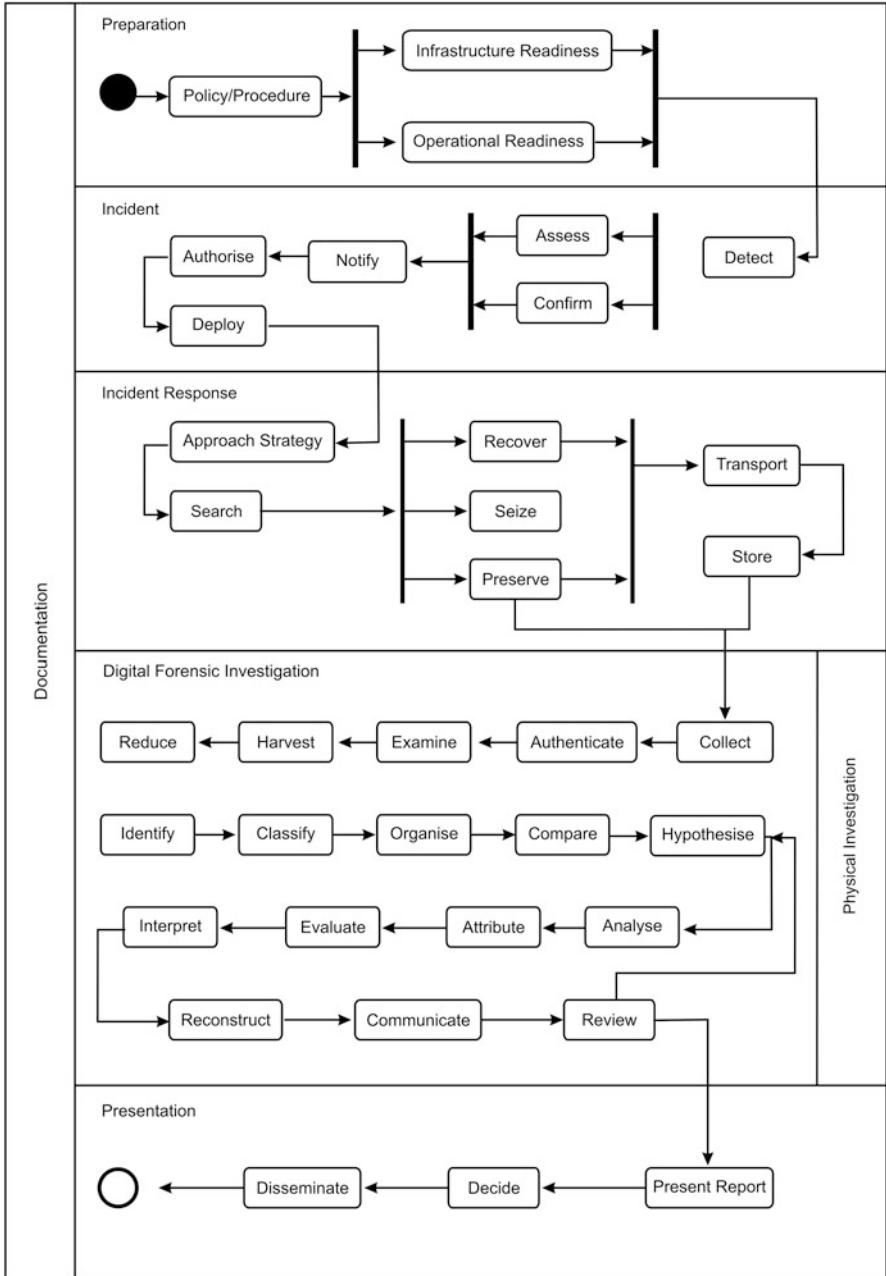 Preparation
Infrastructure Readiness
Policy/Procedure
Operational Readiness
Incident
Assess
Authorise
Notify
Detect
Confirm
Deploy
Incident Response
Approach Strategy
Recover
Transport
Search
Seize
Store
Preserve
Documentation
Digital Forensic Investigation
Reduce
Harvest
Examine
Authenticate
Collect
Identify
Classify
Organise
Compare
Hypothesise
Physical Investigation
Interpret
Evaluate
Attribute
Analyse
Reconstruct
Communicate
Review
Presentation
Disseminate
Decide
Present Report